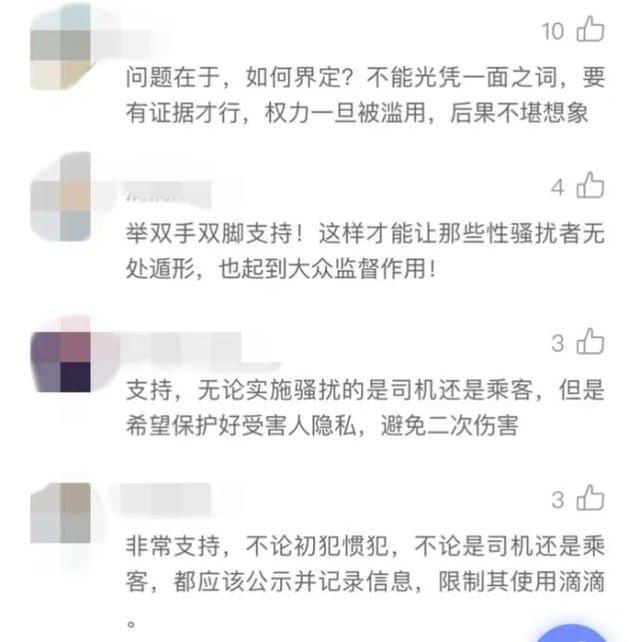 10
问题在于，如何界定？不能光凭一面之词，要
有证据才行，权力一旦被滥用，后果不堪想象
4
举双手双脚支持！这样才能让那些性骚扰者无
处遁形，也起到大众监督作用！
3
支持，无论实施骚扰的是司机还是乘客，但是
希望保护好受害人隐私，避免二次伤害
3
非常支持，不论初犯惯犯，不论是司机还是乘
客，都应该公示并记录信息，限制其使用滴滴
。